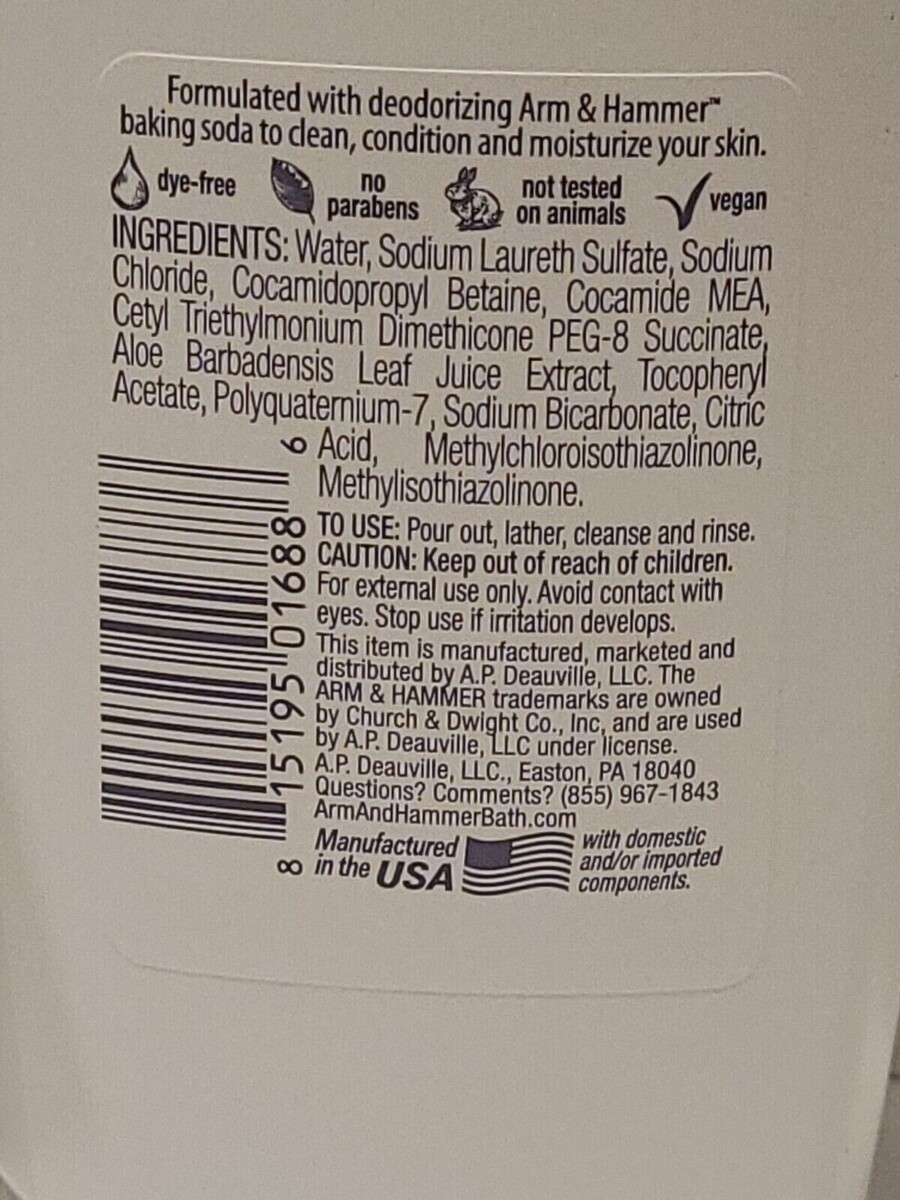 Formulated with deodorizing Arm & Hammer™
baking soda to clean, condition and moisturize your skin.
dye-free
no
parabens
not tested
on animals
vegan
INGREDIENTS: Water, Sodium Laureth Sulfate, Sodium
Chloride, Cocamidopropyl Betaine, Cocamide MEA,
Cetyl Triethylmonium Dimethicone PEG-8 Succinate,
Aloe Barbadensis Leaf Juice Extract, Tocopheryl
Acetate, Polyquaternium-7, Sodium Bicarbonate, Citric
Acid, Methylchloroisothiazolinone,
Methylisothiazolinone.
TO USE: Pour out, lather, cleanse and rinse.
CAUTION: Keep out of reach of children.
For external use only. Avoid contact with
eyes. Stop use if irritation develops.
This item is manufactured, marketed and
distributed by A.P. Deauville, LLC. The
ARM & HAMMER trademarks are owned
by Church & Dwight Co., Inc, and are used
by A.P. Deauville, LLC under license.
A.P. Deauville, LLC., Easton, PA 18040
Questions? Comments? (855) 967-1843
ArmAndHammerBath.com
Manufactured
in the USA
with domestic
and/or imported
components.
8 15195 01688 6